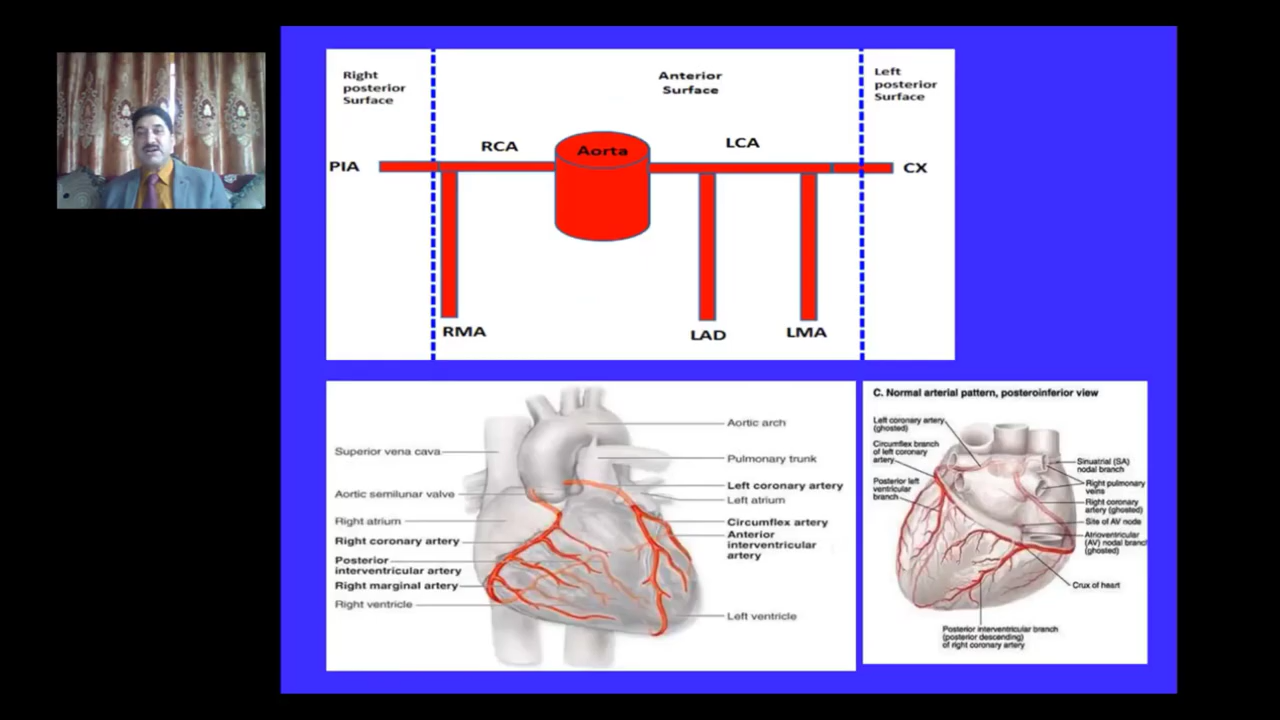 Right
posterior
Surface
Anterior
Surface
Left
posterior
Surface
RCA
Aorta
LCA
PIA
CX
RMA
LAD
LMA
Aortic arch
Superior vena cava
Pulmonary trunk
Left coronary artery
Aortic semilunar valve
Left atrium
Right atrium
Circumflex artery
Right coronary artery
Anterior
interventricular
artery
Posterior
interventricular artery
Right marginal artery
Right ventricle
Left ventricle
C. Normal arterial pattern, posteroinferior view
Left coronary artery
(ghosted)
Circumflex branch
of left coronary
artery
Posterior left
ventricular
branch
Sinuatrial (SA)
nodal branch
Right pulmonary
veins
Right coronary
artery (ghosted)
Site of AV node
Atrioventricular
(AV) nodal branch
(ghosted)
Crux of heart
Posterior interventricular branch
(posterior descending)
of right coronary artery